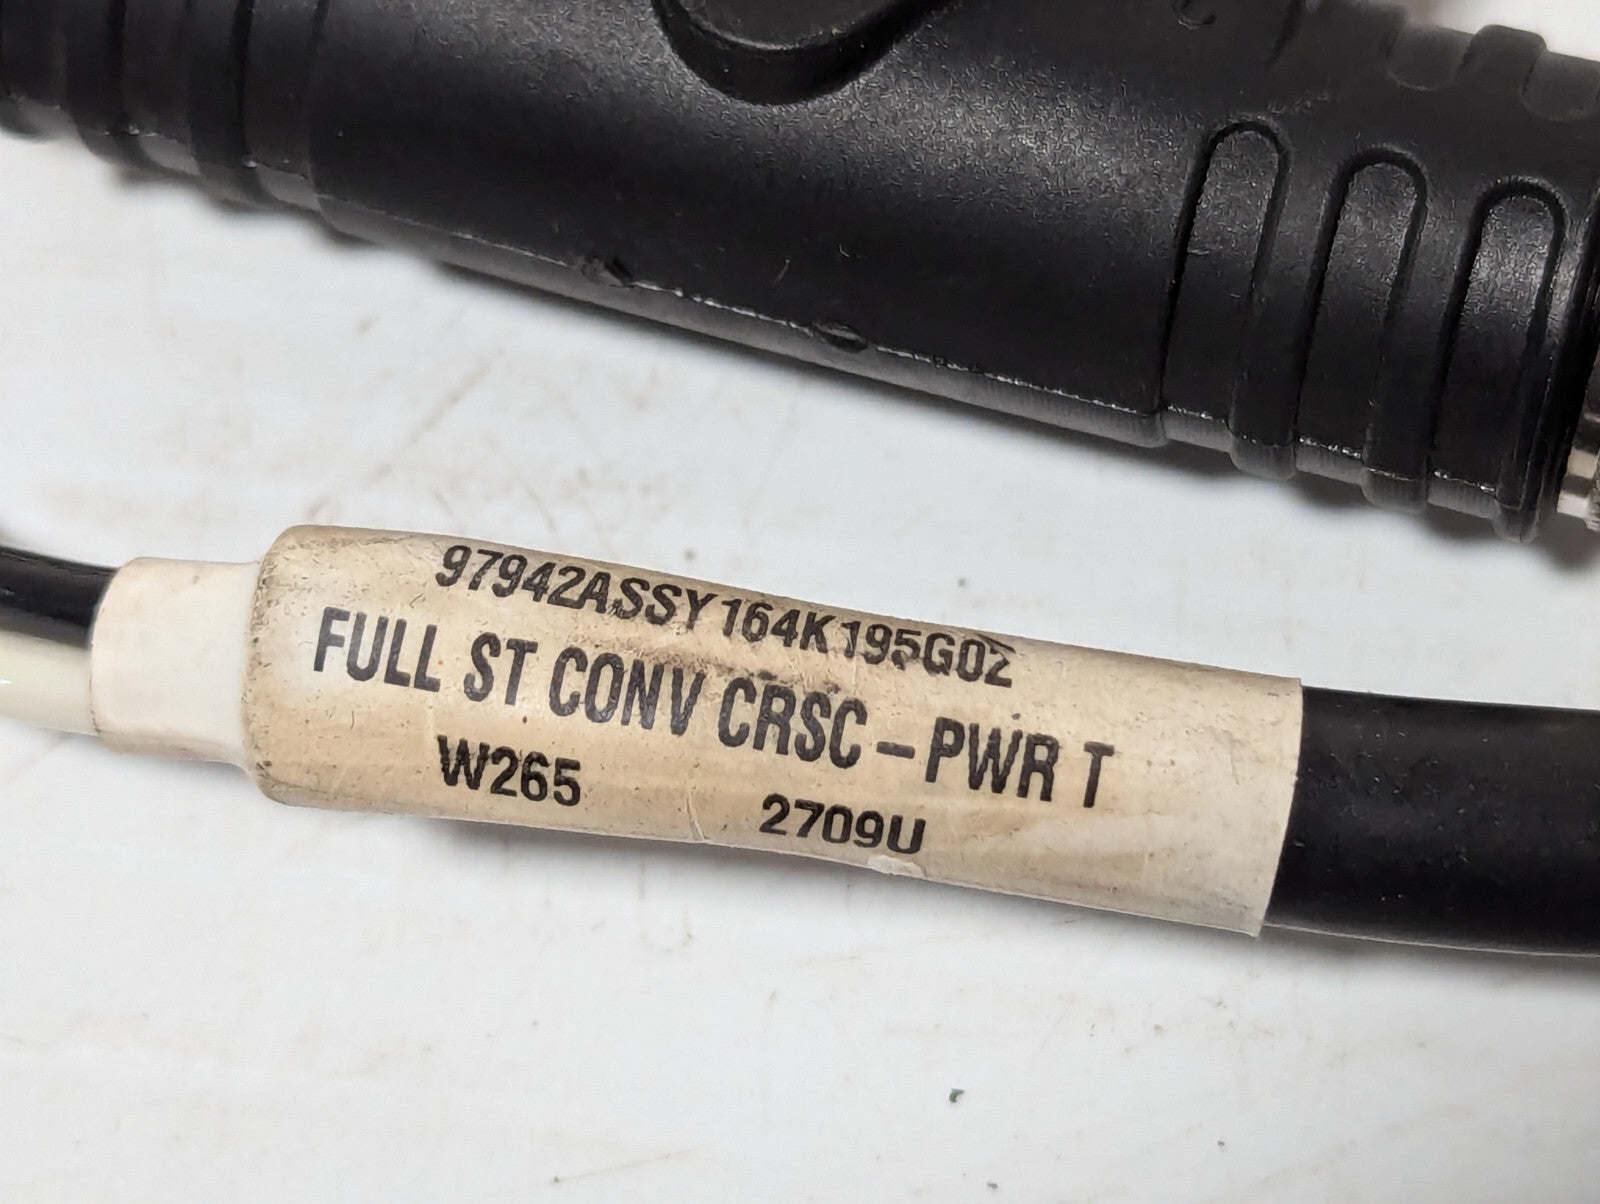 97942ASSY164K195G02
FULL ST CONV CRSC - PWR T
W265 2709U